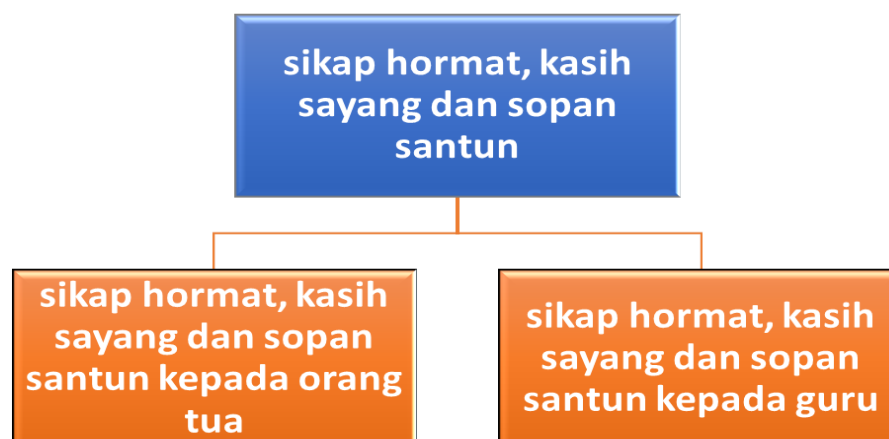 sikap hormat, kasih
sayang dan sopan
santun
sikap hormat, kasih
sayang dan sopan
santun kepada orang
tua
sikap hormat, kasih
sayang dan sopan
santun kepada guru